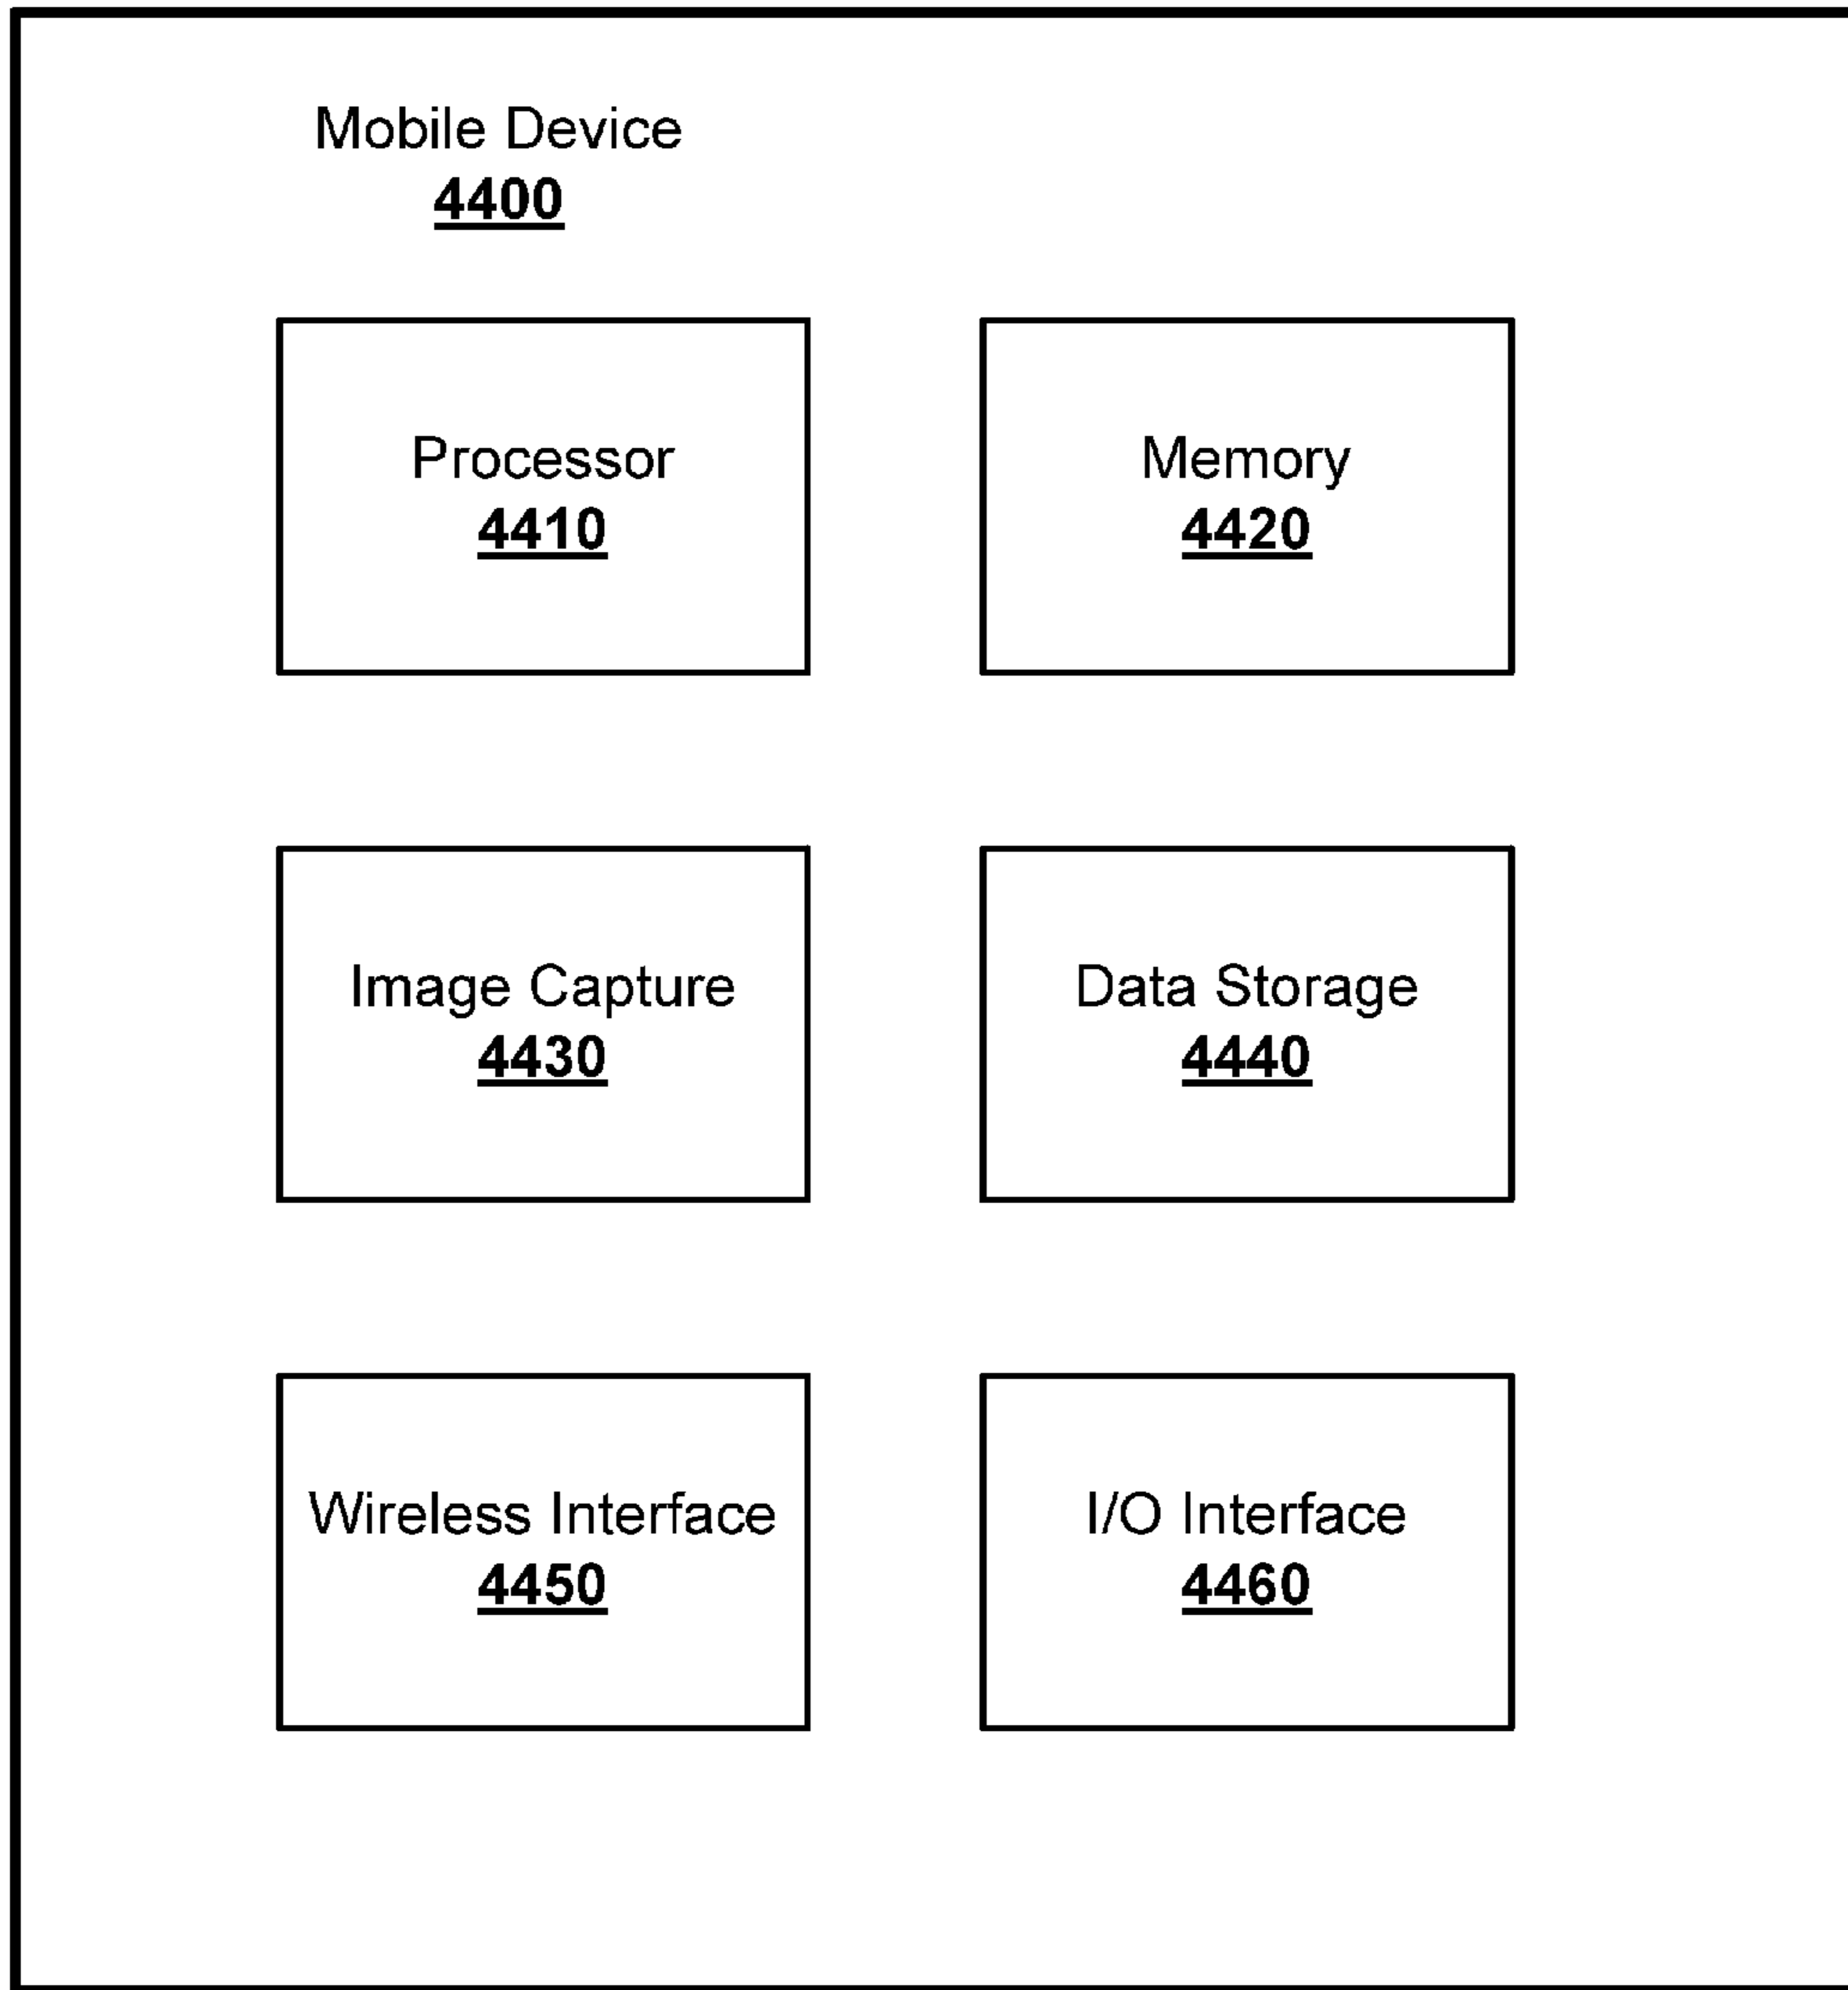 Mobile Device
4400
Processor
4410
Memory
4420
Image Capture
4430
Data Storage
4440
Wireless Interface
4450
I/O Interface
4460